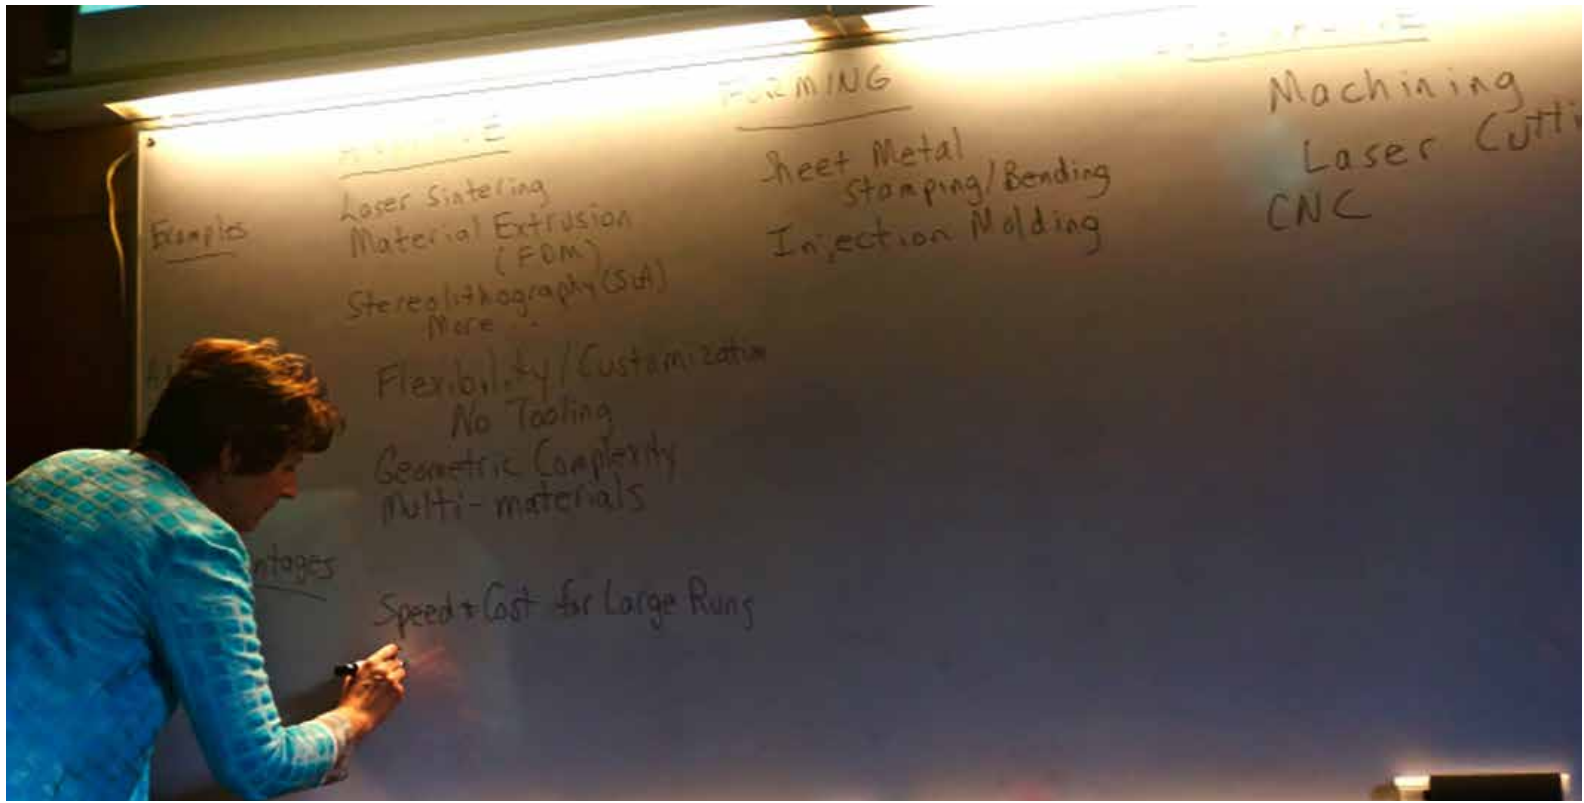 FORMING
Laser Sintering
Material Extrusion
(FDM)
Stereolithography (SLA)
More ..
Sheet Metal
Stamping/Bending
Injection Molding
Machining
Laser
CNC
Examples
Flexibility/Customization
No Tooling
Geometric Complexity
Multi-materials
Speed + Cost for Large Runs